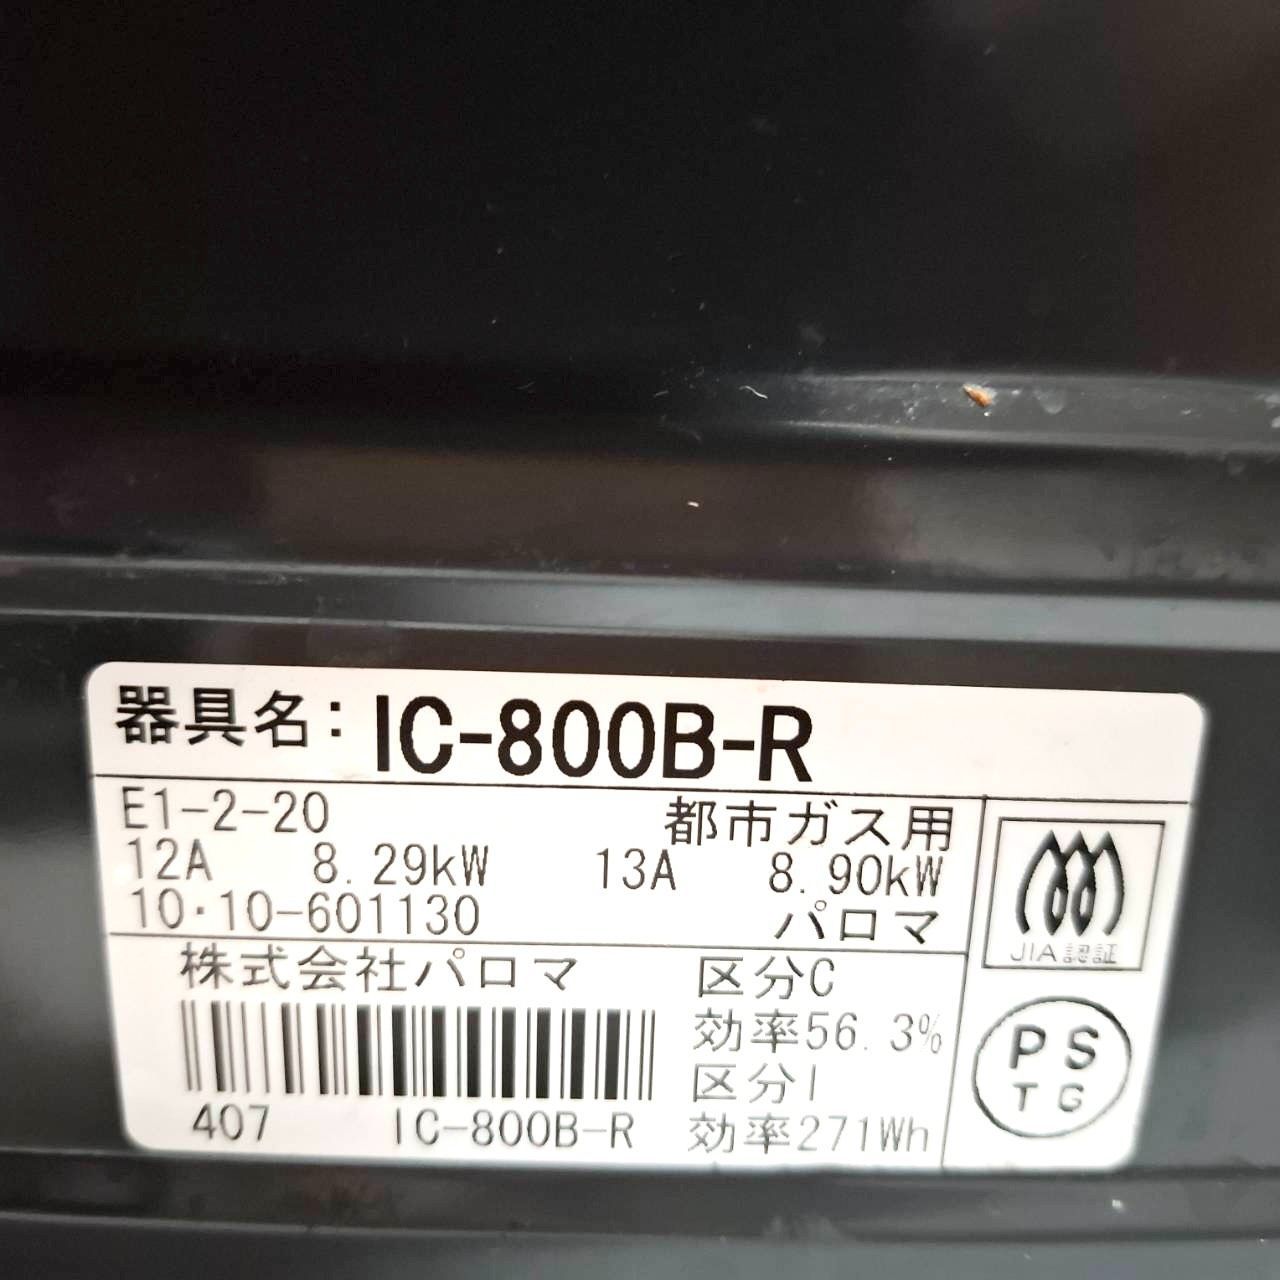 器具名：IC-800B-R
E1-2-20 都市ガス用
12A 8.29kW 13A 8.90kW
10・10-601130 パロマ
JIA認証
株式会社パロマ 区分C
効率56.3%
区分I
407 IC-800B-R 効率271Wh
PS
TG